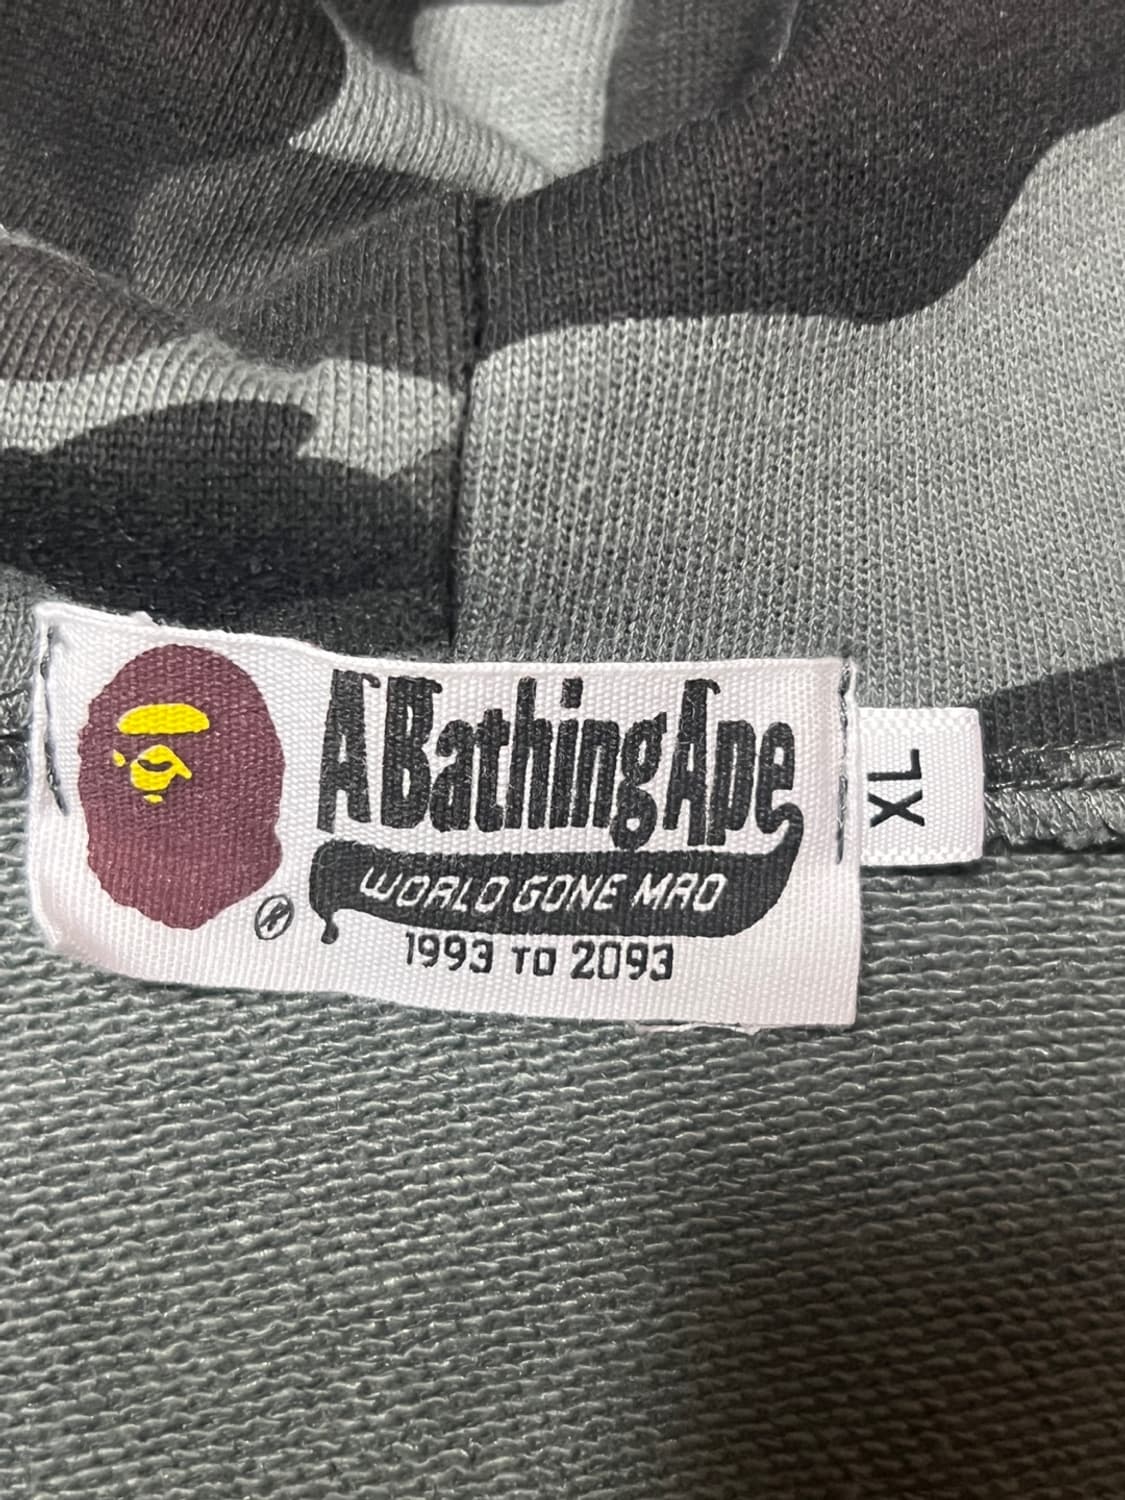 A Bathing Ape
WORLD GONE MAD
1993 TO 2093
®
XL